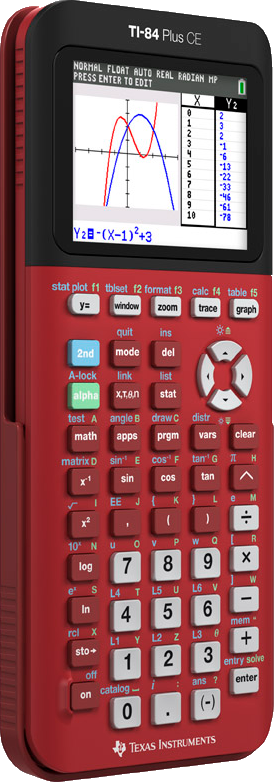 TI-84 Plus CE
NORMAL FLOAT AUTO REAL RADIAN MP
PRESS ENTER TO EDIT
X Y₂
0 2
1 3
2 2
3 -1
4 -6
5 -13
6 -22
7 -33
8 -46
9 -61
10 -78
Y₂=-(X-1)²+3
stat plot f1 tblset f2 format f3 calc f4 table f5
y= window zoom trace graph
quit ins
2nd mode del
A-lock link list
alpha X,T,θ,n stat
test A angle B draw C distr
math apps prgm vars clear
matrix D sin⁻¹ E cos⁻¹ F tan⁻¹ G π H
x⁻¹ sin cos tan ^
√ I EE J { K } L e M
x² , ( ) ÷
10ˣ N u O v P w Q [ R
log 7 8 9 ×
eˣ S L4 T L5 U L6 V ] W
ln 4 5 6 −
rcl X L1 Y L2 Z L3 θ mem "
sto→ 1 2 3 +
off catalog ⎵ i : ans ? entry solve
on 0 . (-) enter
TEXAS INSTRUMENTS